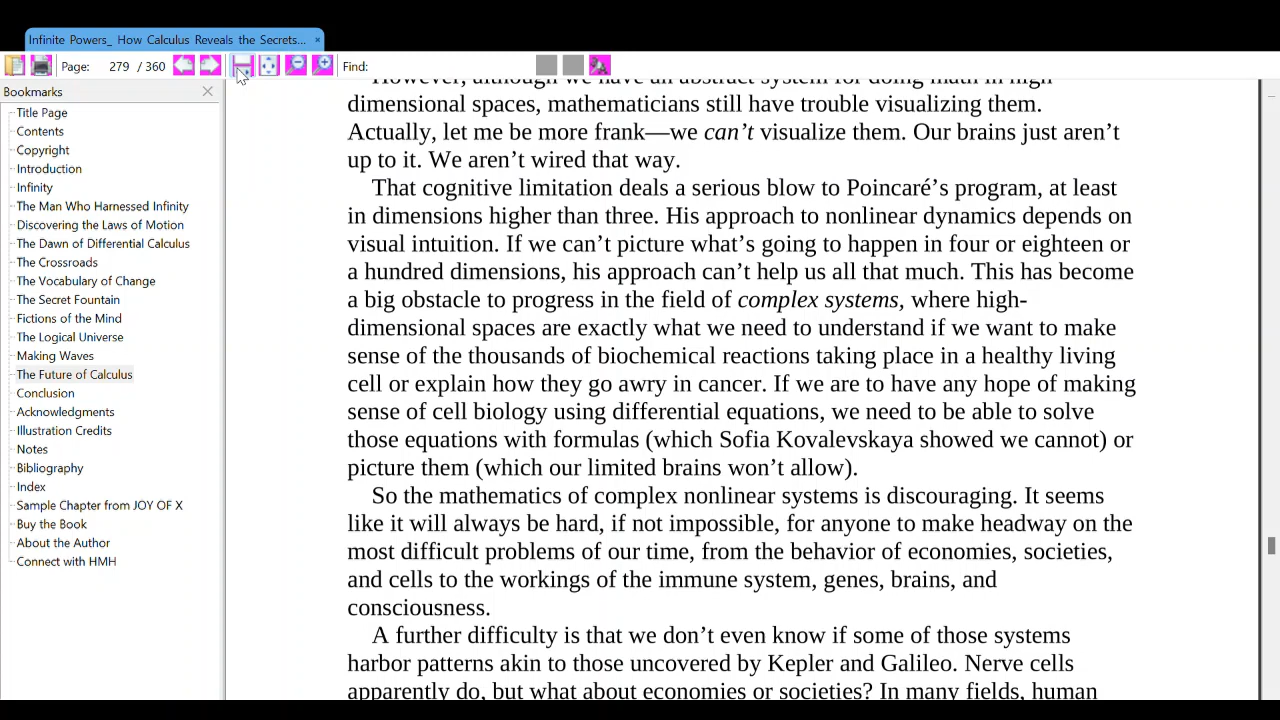 Infinite Powers_ How Calculus Reveals the Secrets... ×
Page: 279 / 360 Find:
Bookmarks
Title Page
Contents
Copyright
Introduction
Infinity
The Man Who Harnessed Infinity
Discovering the Laws of Motion
The Dawn of Differential Calculus
The Crossroads
The Vocabulary of Change
The Secret Fountain
Fictions of the Mind
The Logical Universe
Making Waves
The Future of Calculus
Conclusion
Acknowledgments
Illustration Credits
Notes
Bibliography
Index
Sample Chapter from JOY OF X
Buy the Book
About the Author
Connect with HMH
However, although we have an abstract system for doing math in high-
dimensional spaces, mathematicians still have trouble visualizing them.
Actually, let me be more frank—we can’t visualize them. Our brains just aren’t
up to it. We aren’t wired that way.
That cognitive limitation deals a serious blow to Poincaré’s program, at least
in dimensions higher than three. His approach to nonlinear dynamics depends on
visual intuition. If we can’t picture what’s going to happen in four or eighteen or
a hundred dimensions, his approach can’t help us all that much. This has become
a big obstacle to progress in the field of complex systems, where high-
dimensional spaces are exactly what we need to understand if we want to make
sense of the thousands of biochemical reactions taking place in a healthy living
cell or explain how they go awry in cancer. If we are to have any hope of making
sense of cell biology using differential equations, we need to be able to solve
those equations with formulas (which Sofia Kovalevskaya showed we cannot) or
picture them (which our limited brains won’t allow).
So the mathematics of complex nonlinear systems is discouraging. It seems
like it will always be hard, if not impossible, for anyone to make headway on the
most difficult problems of our time, from the behavior of economies, societies,
and cells to the workings of the immune system, genes, brains, and
consciousness.
A further difficulty is that we don’t even know if some of those systems
harbor patterns akin to those uncovered by Kepler and Galileo. Nerve cells
apparently do, but what about economies or societies? In many fields, human